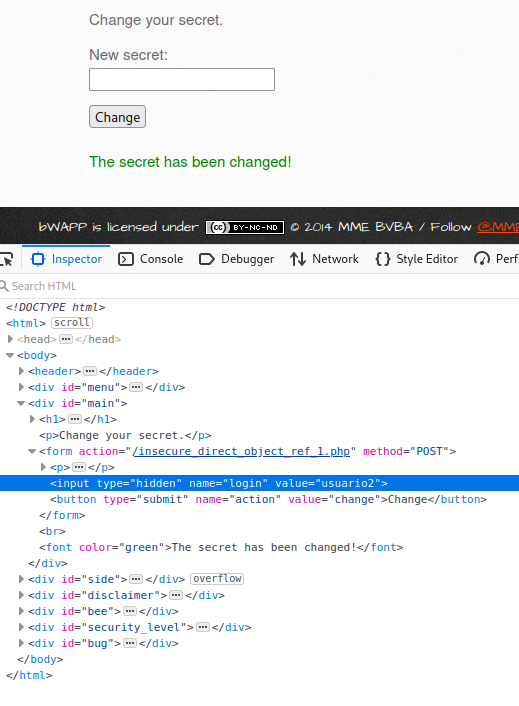 Change your secret.
New secret:
Change
The secret has been changed!
bWAPP is licensed under (cc) BY-NC-ND © 2014 MME BVBA / Follow @MME
Inspector Console Debugger Network Style Editor Perf
Search HTML
<!DOCTYPE html>
<html> scroll
<head> ··· </head>
<body>
<header> ··· </header>
<div id="menu"> ··· </div>
<div id="main">
<h1> ··· </h1>
<p>Change your secret.</p>
<form action="/insecure_direct_object_ref_1.php" method="POST">
<p> ··· </p>
<input type="hidden" name="login" value="usuario2">
<button type="submit" name="action" value="change">Change</button>
</form>
<br>
<font color="green">The secret has been changed!</font>
</div>
<div id="side"> ··· </div> overflow
<div id="disclaimer"> ··· </div>
<div id="bee"> ··· </div>
<div id="security_level"> ··· </div>
<div id="bug"> ··· </div>
</body>
</html>